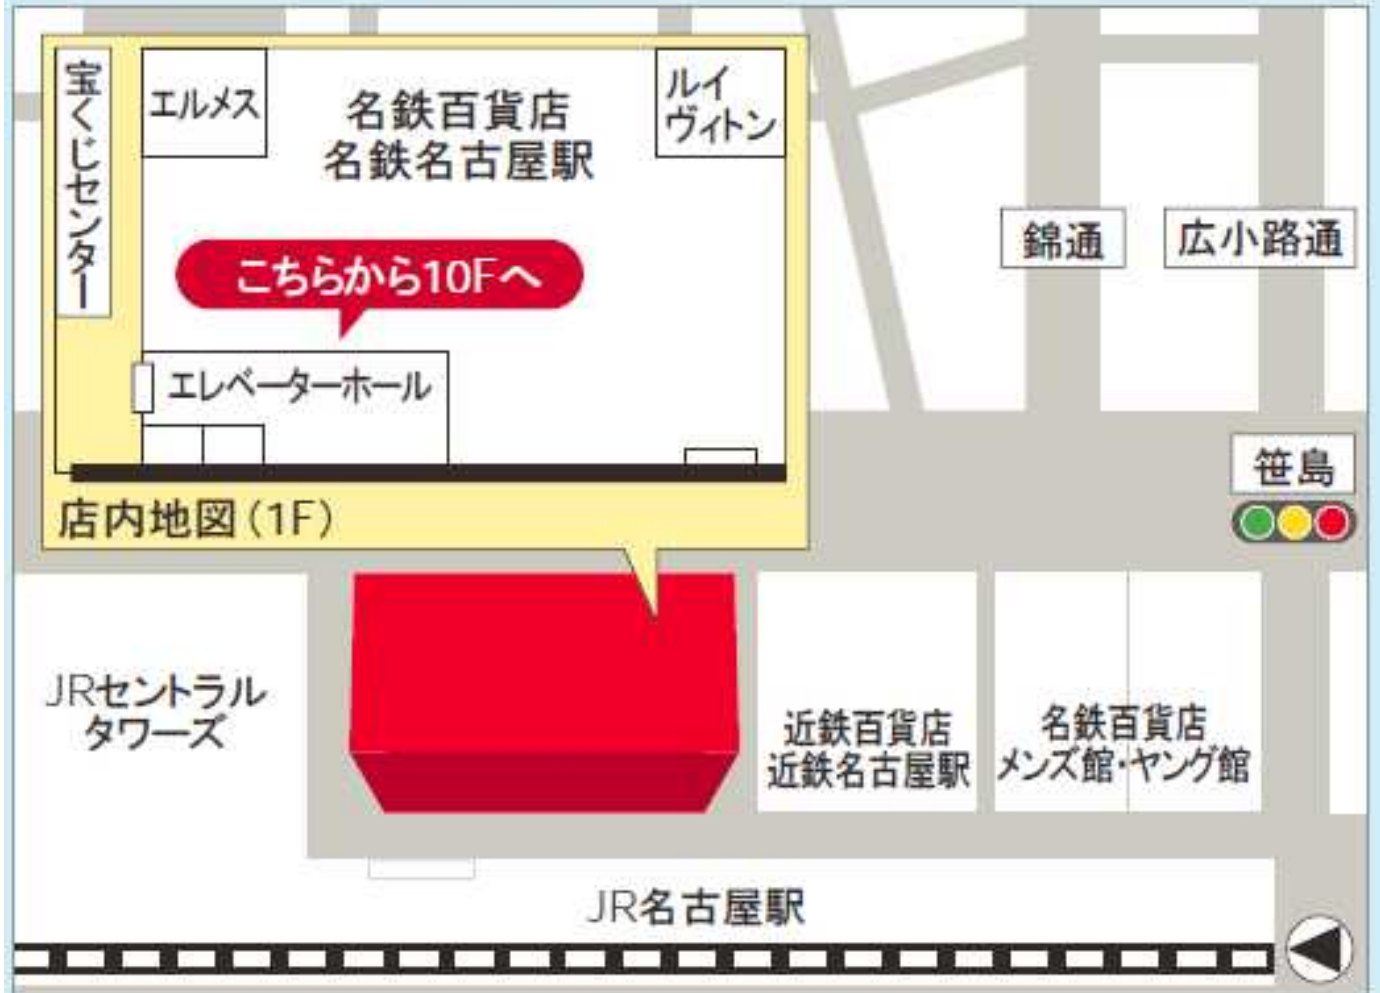 宝くじセンター
エルメス
名鉄百貨店
名鉄名古屋駅
ルイ
ヴィトン
こちらから10Fへ
エレベーターホール
店内地図(1F)
錦通
広小路通
笹島
JRセントラル
タワーズ
近鉄百貨店
近鉄名古屋駅
名鉄百貨店
メンズ館・ヤング館
JR名古屋駅